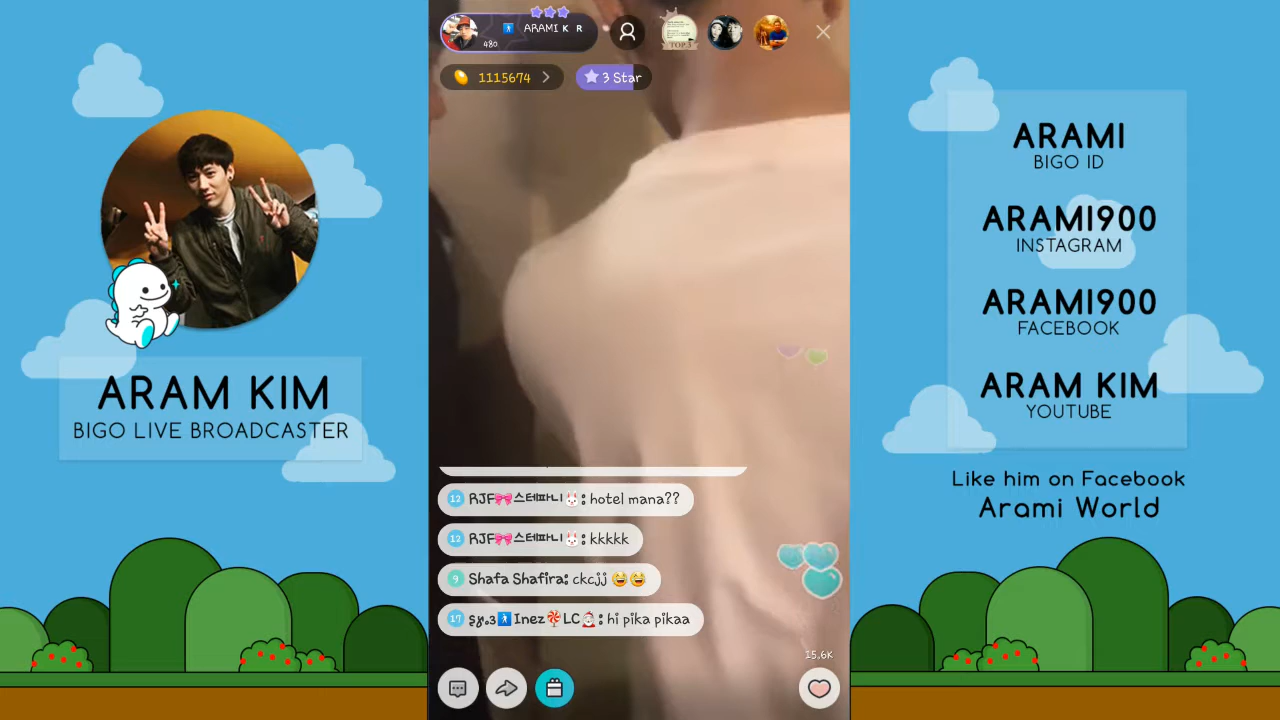 ARAM KIM
BIGO LIVE BROADCASTER
ARAMI K R
480
TOP.3
1115674
3 Star
12 RJF🎀스테파니🐰: hotel mana??
12 RJF🎀스테파니🐰: kkkkk
9 Shafa Shafira: ckcjj 😆😆
17 Inez🍭LC🎅: hi pika pikaa
15.6K
ARAMI
BIGO ID
ARAMI900
INSTAGRAM
ARAMI900
FACEBOOK
ARAM KIM
YOUTUBE
Like him on Facebook
Arami World